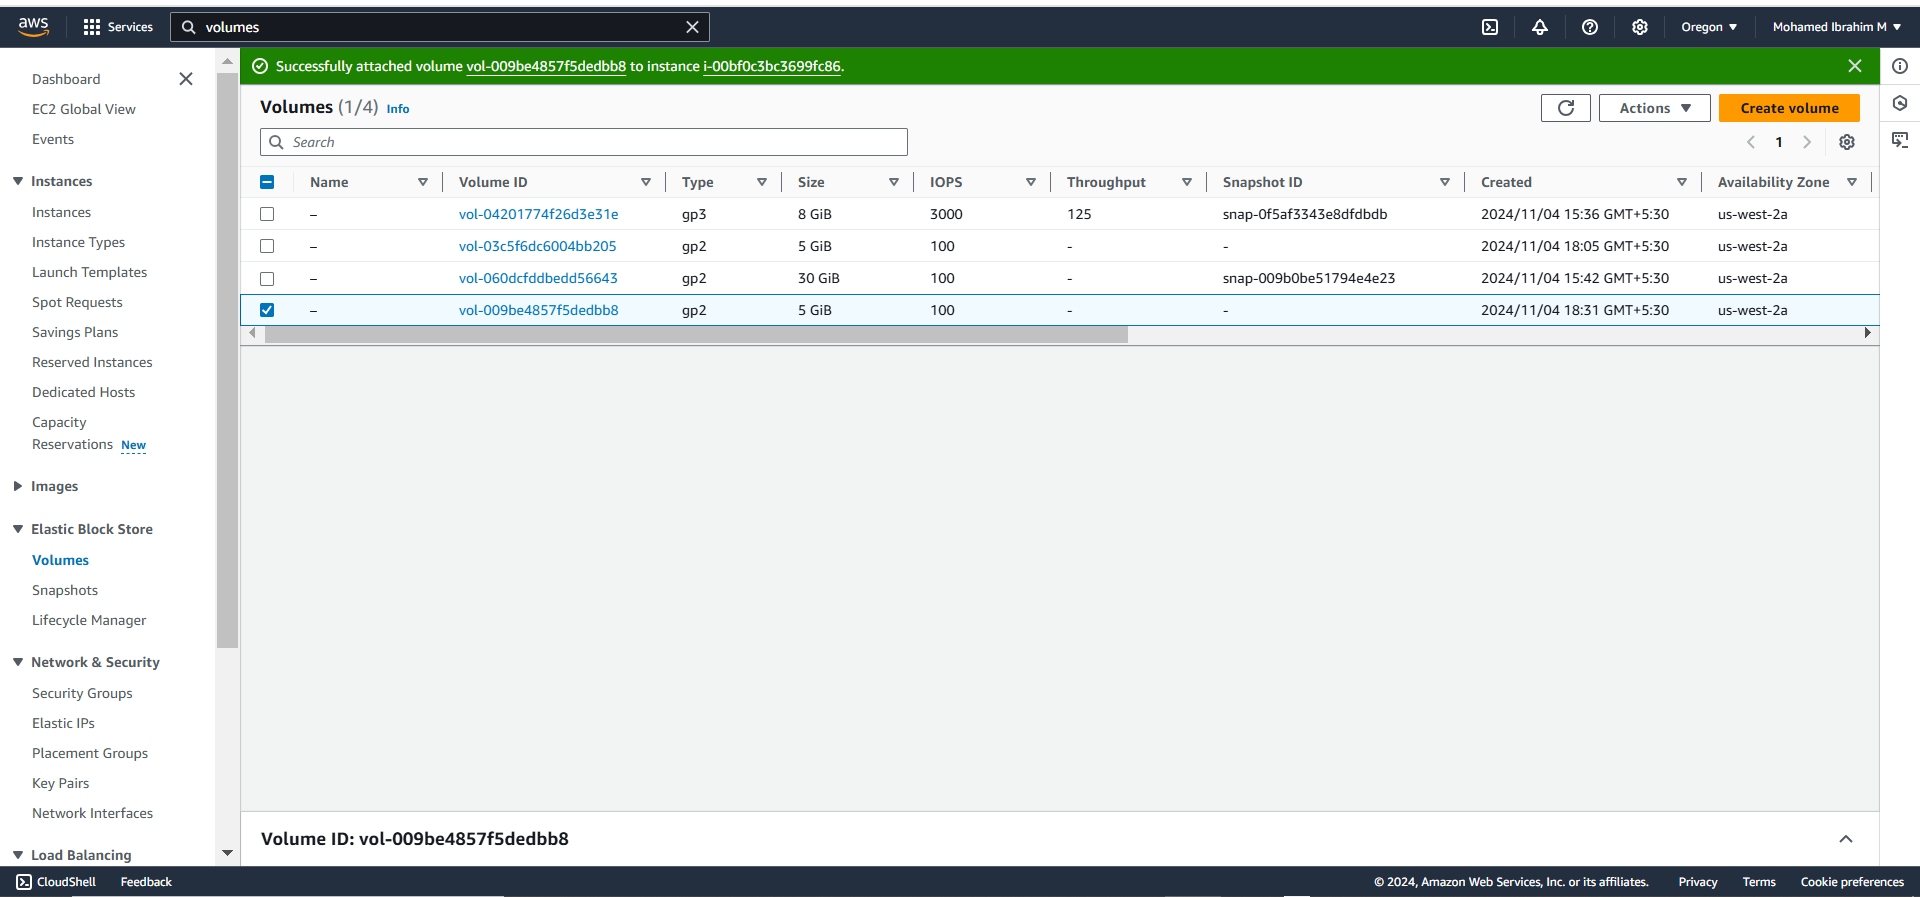 aws
Services
volumes
Oregon
Mohamed Ibrahim M
Dashboard
EC2 Global View
Events
Instances
Instances
Instance Types
Launch Templates
Spot Requests
Savings Plans
Reserved Instances
Dedicated Hosts
Capacity
Reservations New
Images
Elastic Block Store
Volumes
Snapshots
Lifecycle Manager
Network & Security
Security Groups
Elastic IPs
Placement Groups
Key Pairs
Network Interfaces
Load Balancing
Successfully attached volume vol-009be4857f5dedbb8 to instance i-00bf0c3bc3699fc86.
Volumes (1/4) Info
Actions
Create volume
Search
1
Name Volume ID Type Size IOPS Throughput Snapshot ID Created Availability Zone
– vol-04201774f26d3e31e gp3 8 GiB 3000 125 snap-0f5af3343e8dfdbdb 2024/11/04 15:36 GMT+5:30 us-west-2a
– vol-03c5f6dc6004bb205 gp2 5 GiB 100 - - 2024/11/04 18:05 GMT+5:30 us-west-2a
– vol-060dcfddbedd56643 gp2 30 GiB 100 - snap-009b0be51794e4e23 2024/11/04 15:42 GMT+5:30 us-west-2a
– vol-009be4857f5dedbb8 gp2 5 GiB 100 - - 2024/11/04 18:31 GMT+5:30 us-west-2a
Volume ID: vol-009be4857f5dedbb8
CloudShell Feedback © 2024, Amazon Web Services, Inc. or its affiliates. Privacy Terms Cookie preferences